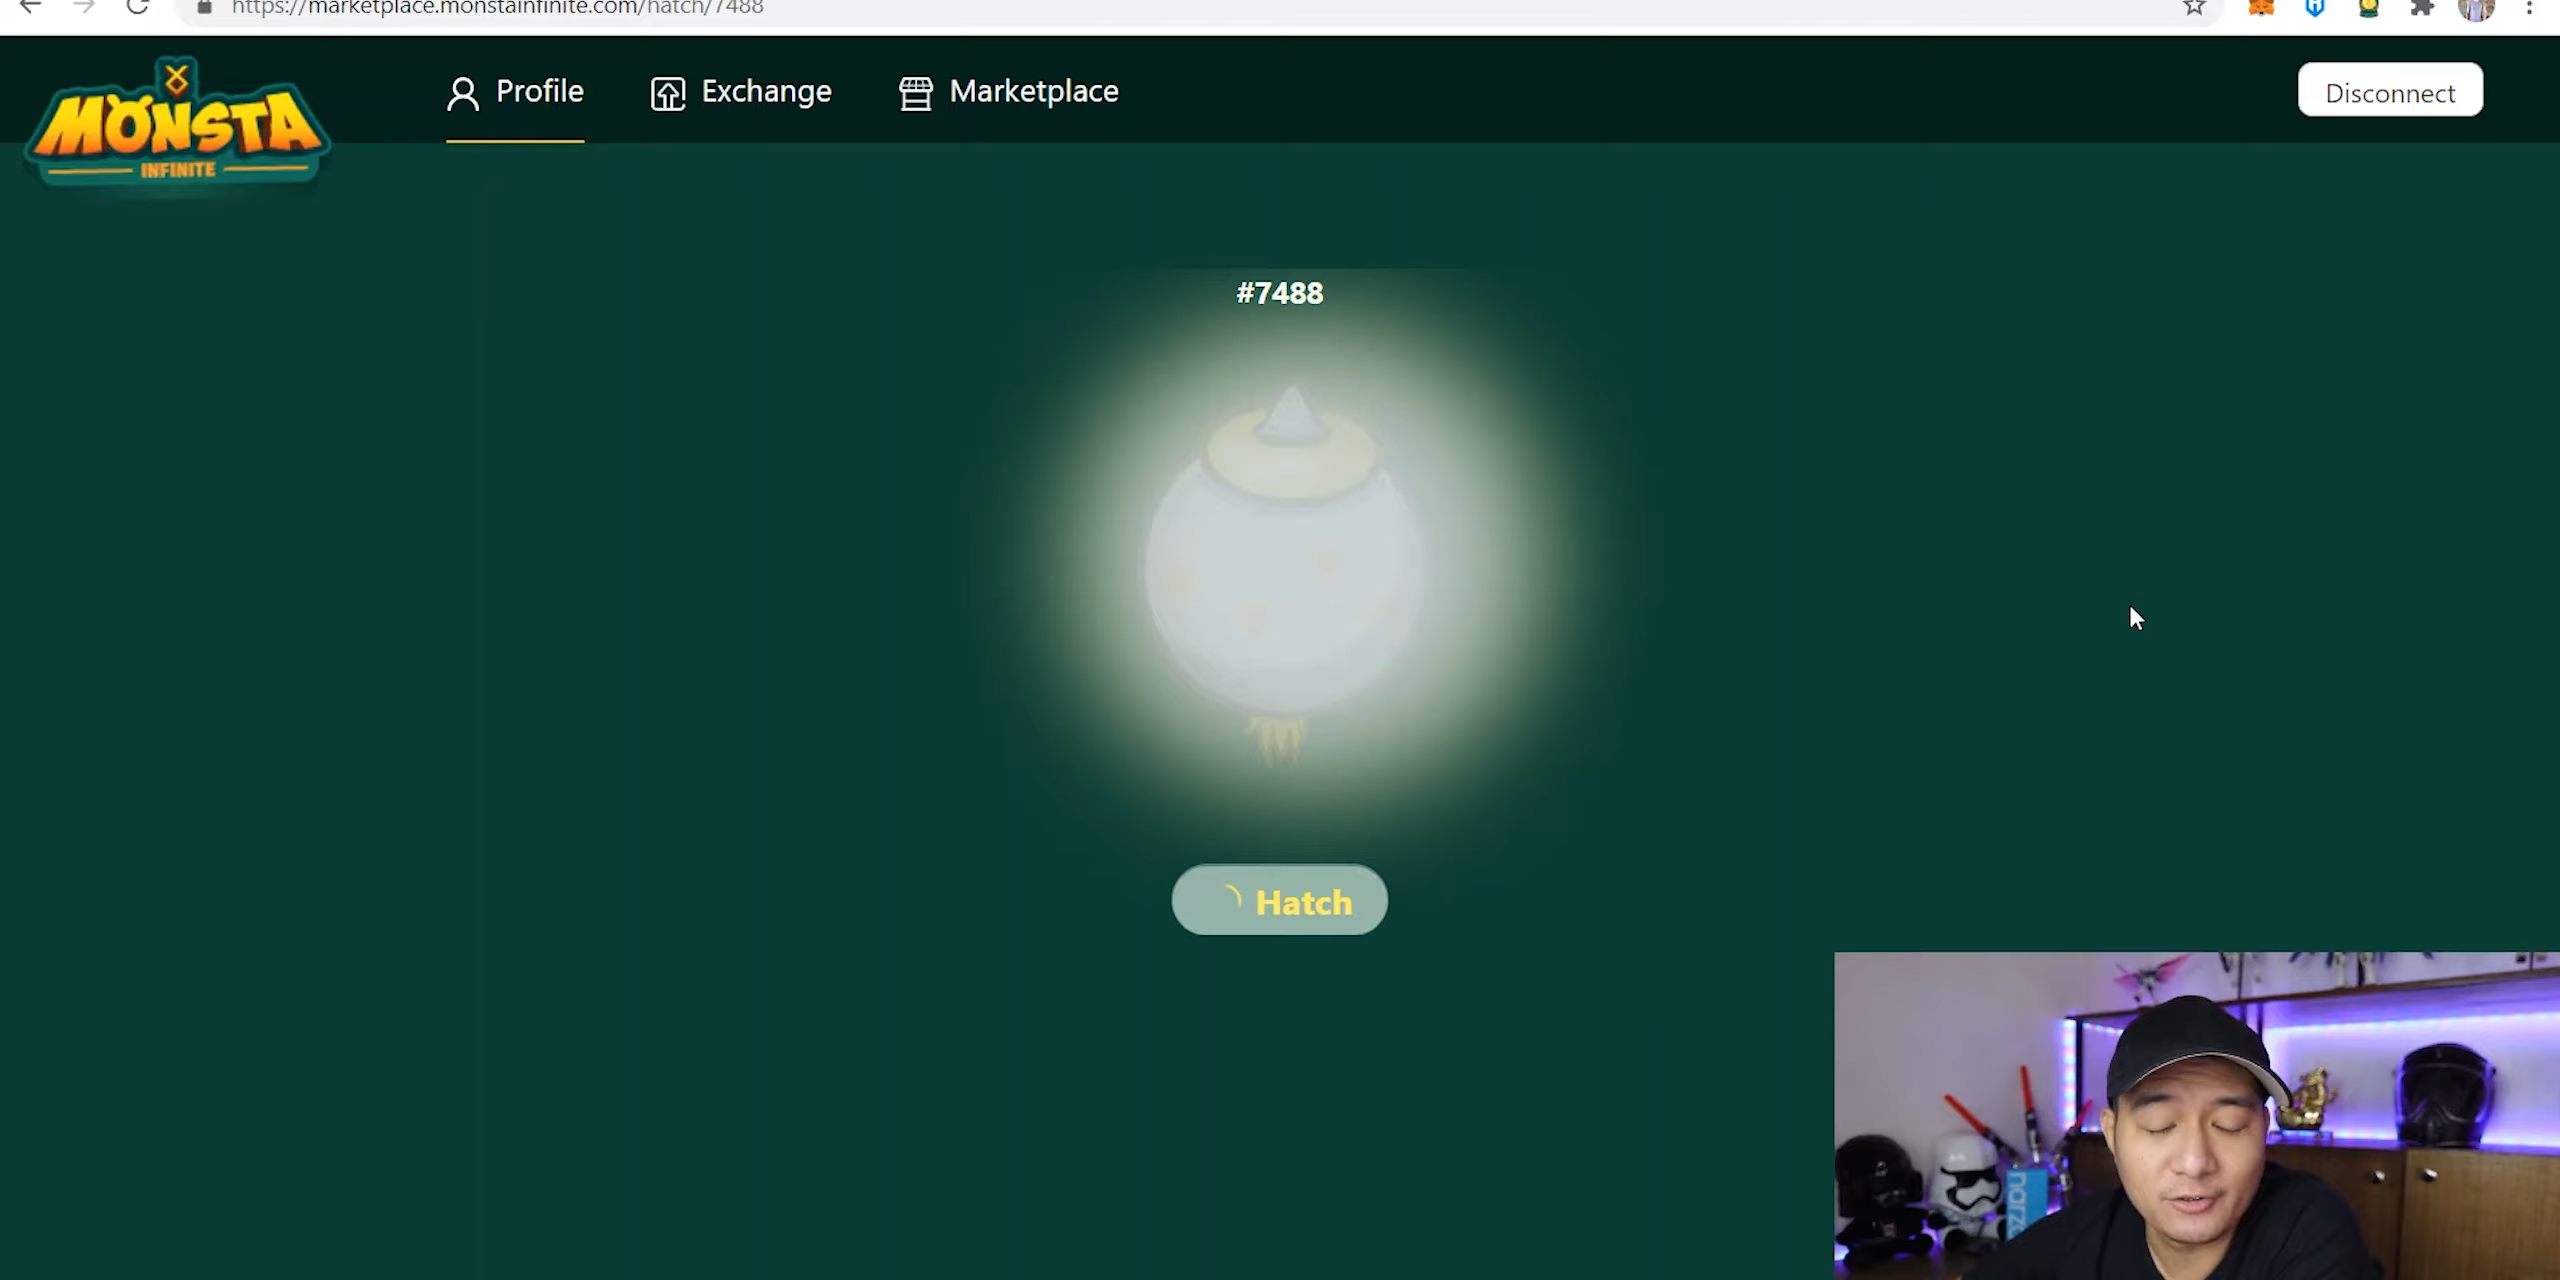 https://marketplace.monstainfinite.com/hatch/7488
MONSTA
INFINITE
Profile
Exchange
Marketplace
Disconnect
#7488
Hatch